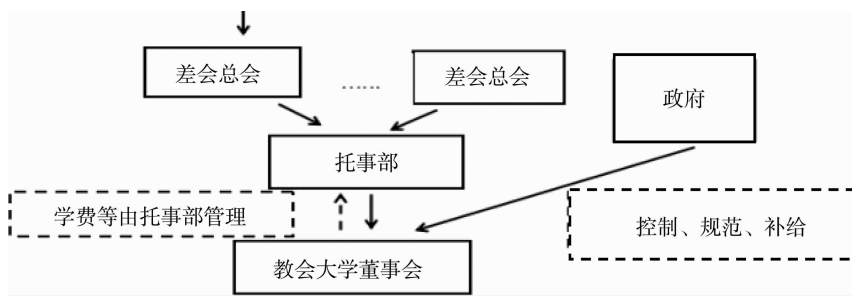 差会总会
……
差会总会
政府
托事部
学费等由托事部管理
控制、规范、补给
教会大学董事会